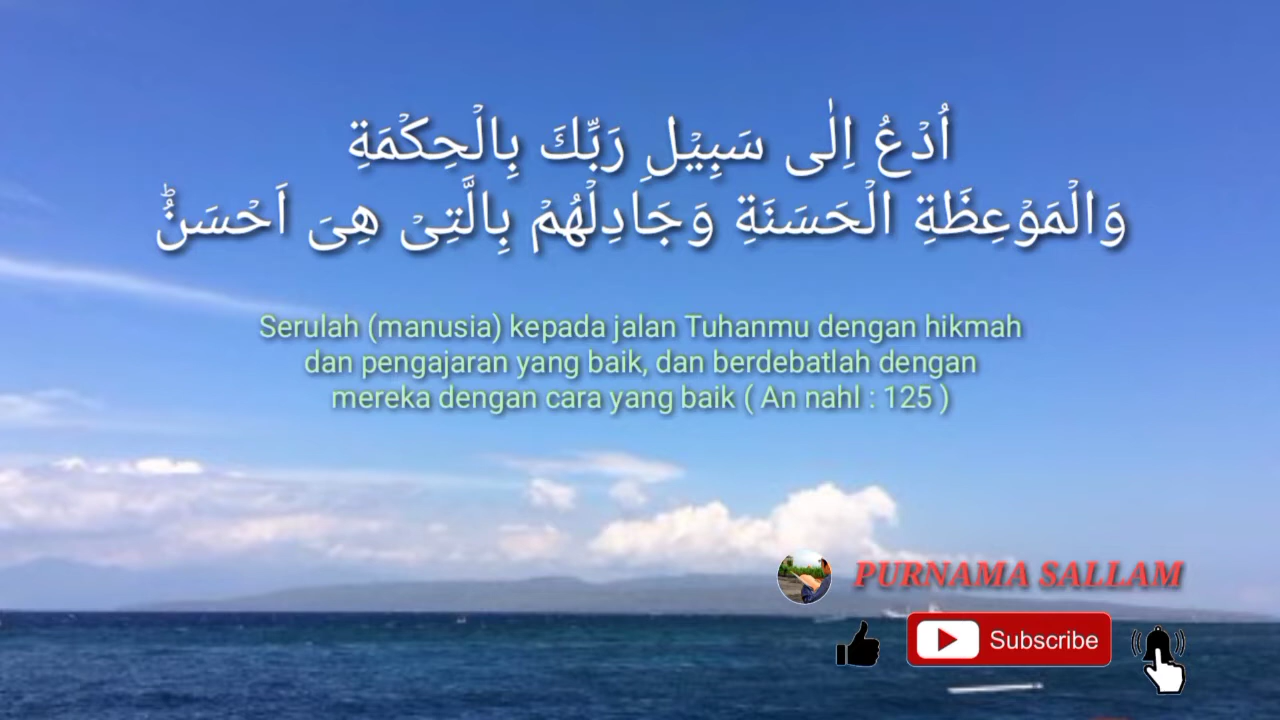 اُدۡعُ اِلٰى سَبِيۡلِ رَبِّكَ بِالۡحِكۡمَةِ
وَالۡمَوۡعِظَةِ الۡحَسَنَةِ وَجَادِلۡهُمۡ بِالَّتِىۡ هِىَ اَحۡسَنُ‌ؕ
Serulah (manusia) kepada jalan Tuhanmu dengan hikmah
dan pengajaran yang baik, dan berdebatlah dengan
mereka dengan cara yang baik ( An nahl : 125 )
PURNAMA SALLAM
Subscribe